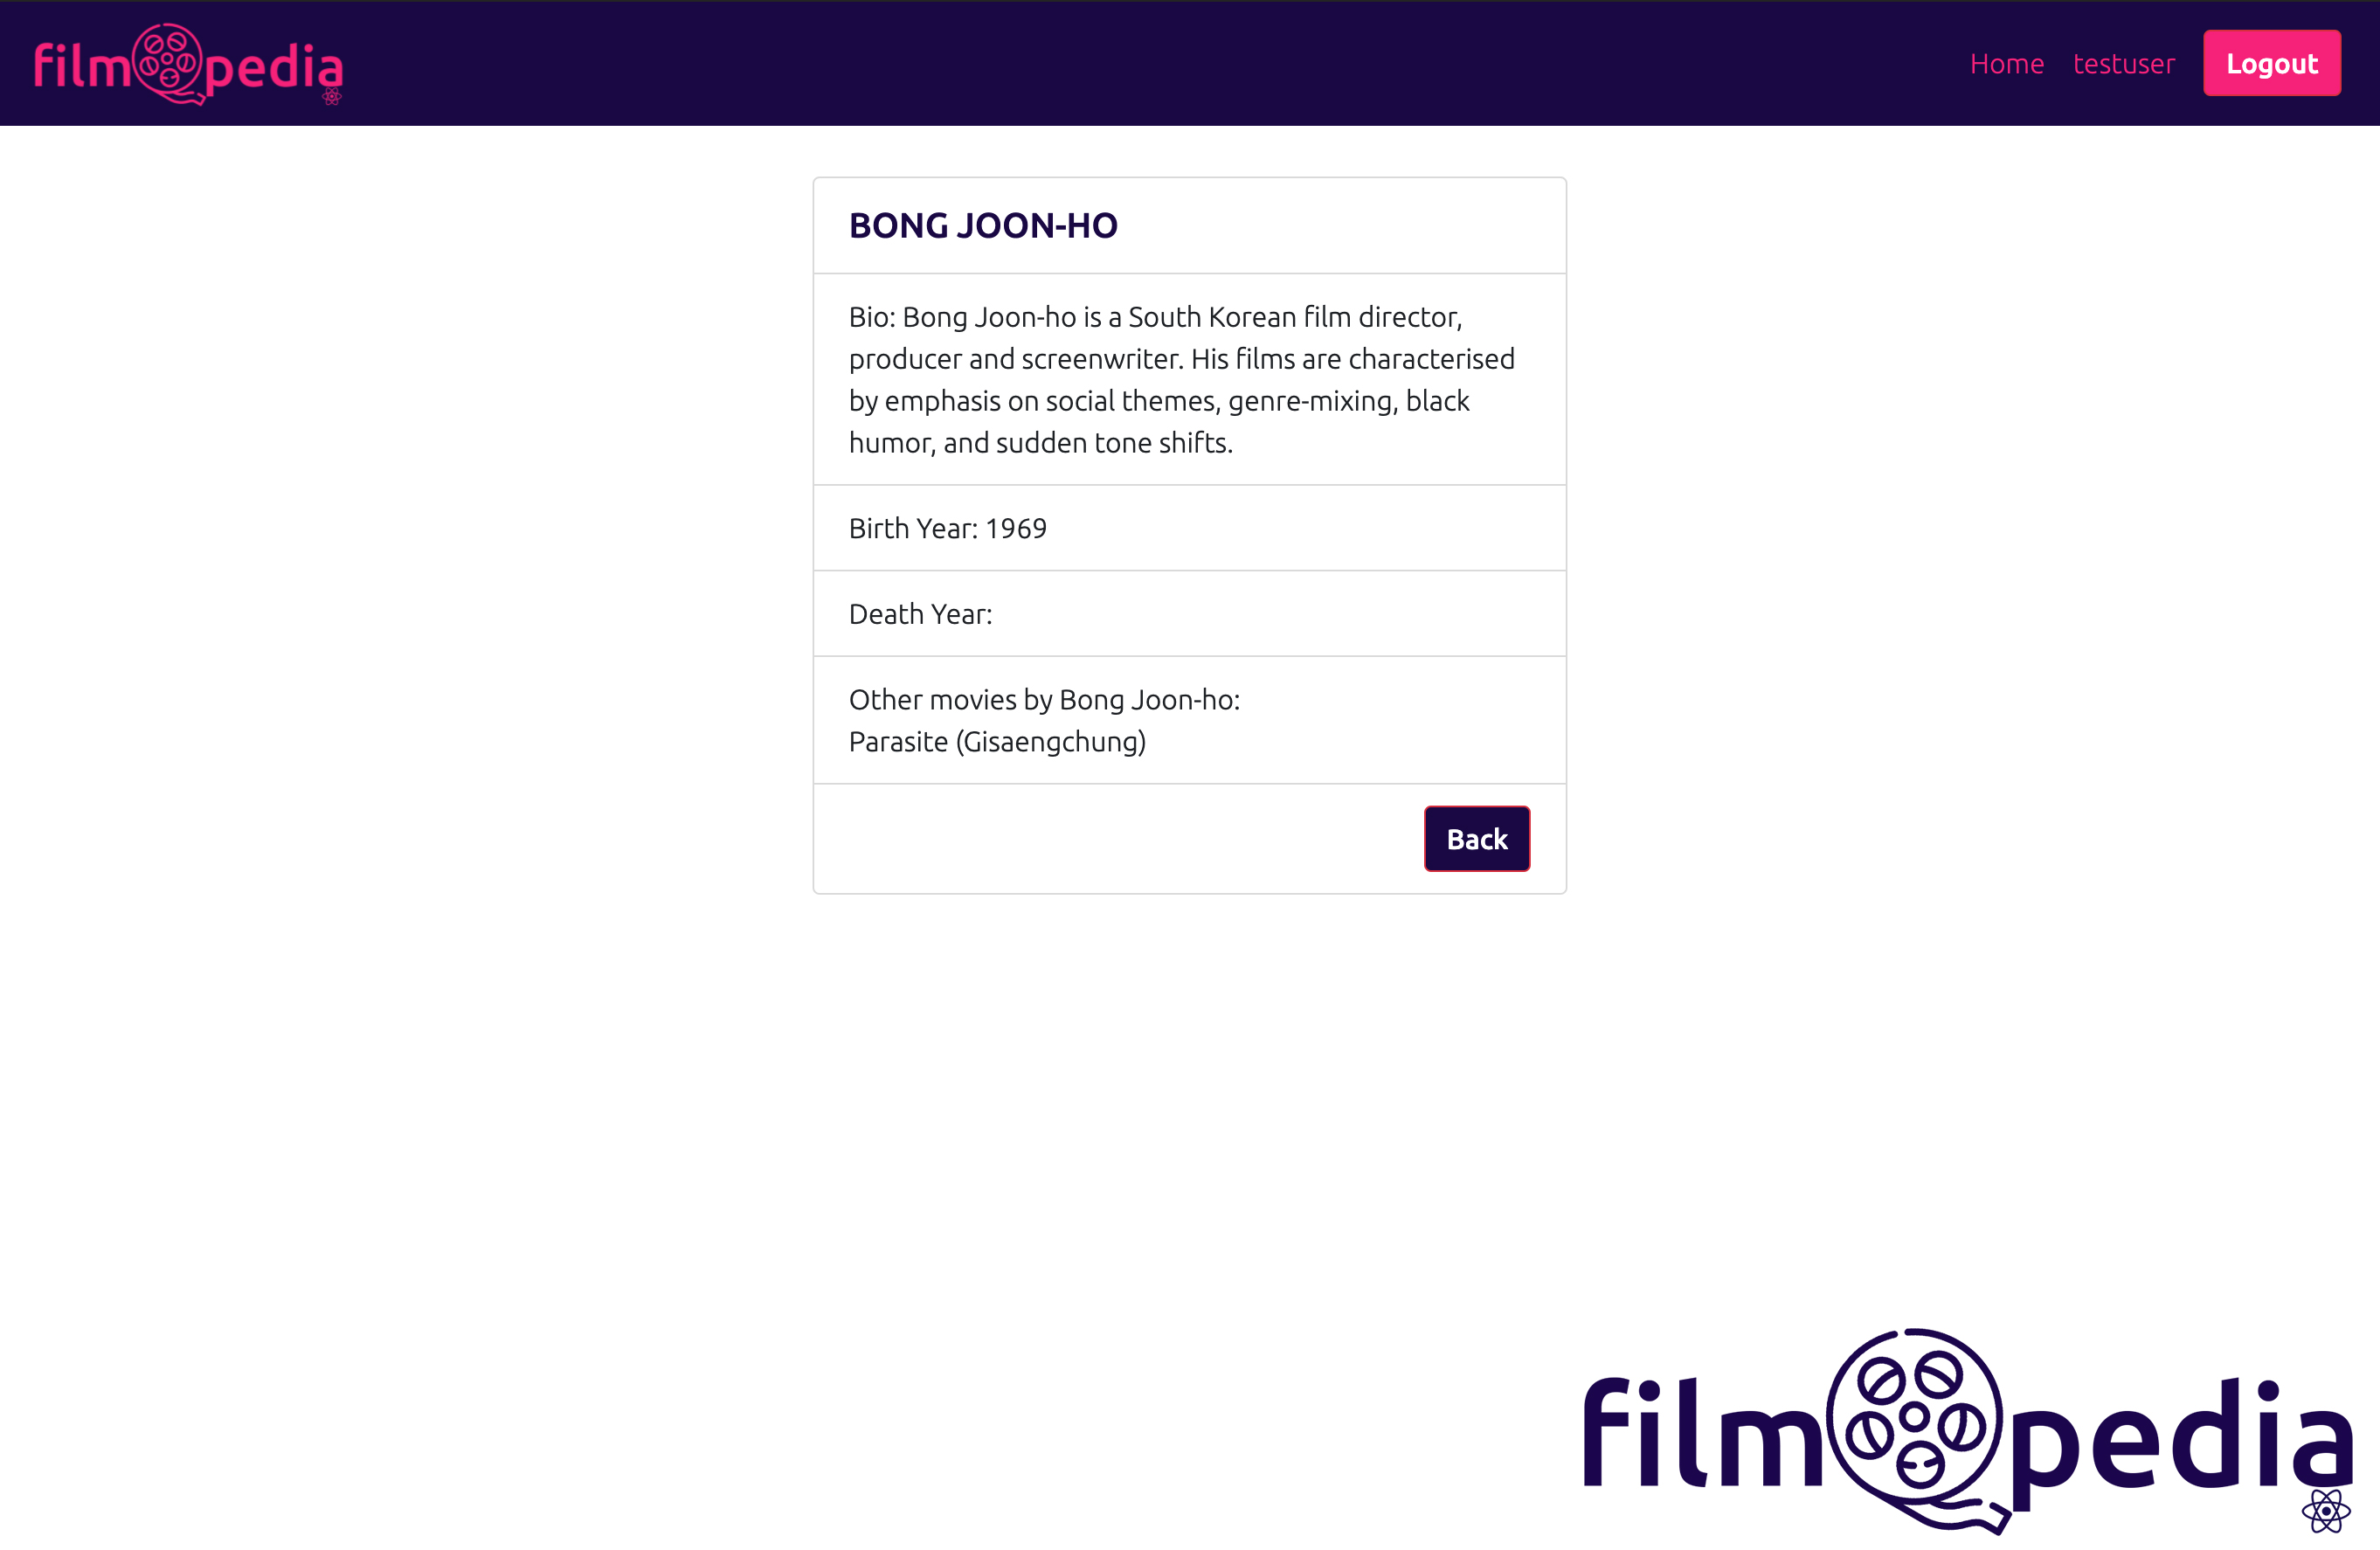 filmopedia
Home testuser Logout
BONG JOON-HO
Bio: Bong Joon-ho is a South Korean film director,
producer and screenwriter. His films are characterised
by emphasis on social themes, genre-mixing, black
humor, and sudden tone shifts.
Birth Year: 1969
Death Year:
Other movies by Bong Joon-ho:
Parasite (Gisaengchung)
Back
filmopedia